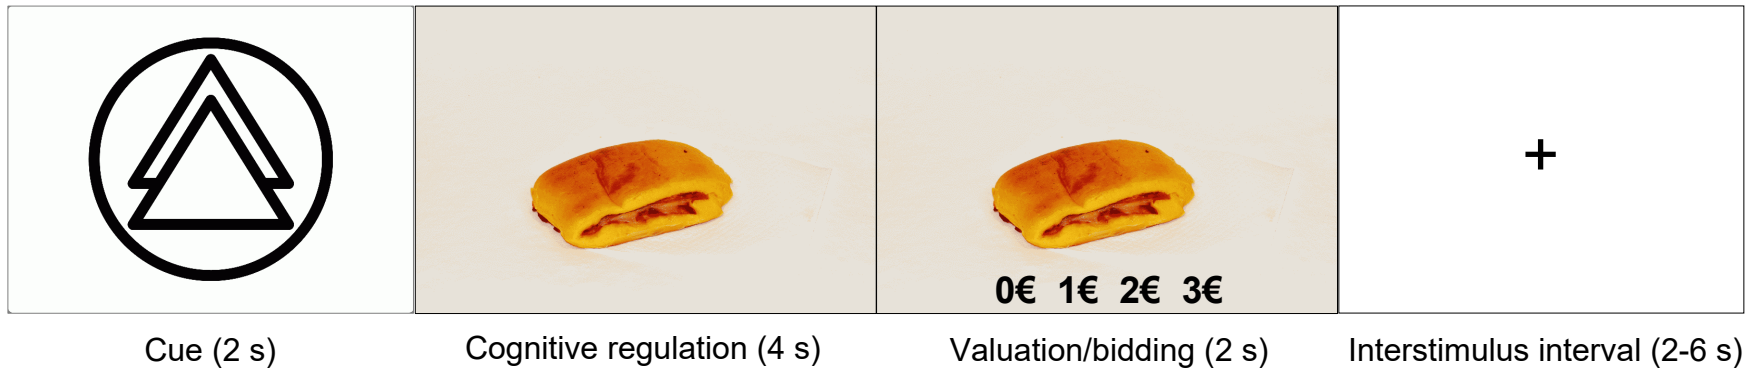 0€ 1€ 2€ 3€
+
Cue (2 s)
Cognitive regulation (4 s)
Valuation/bidding (2 s)
Interstimulus interval (2-6 s)